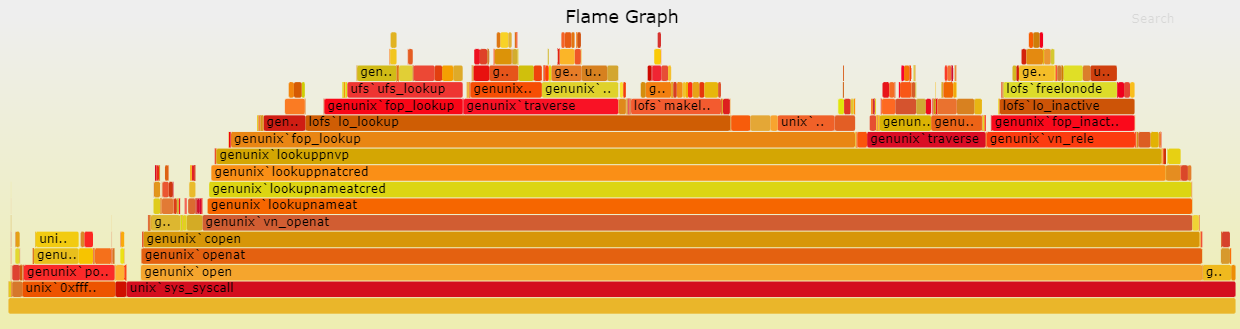 Flame Graph
Search
gen.. g.. ge.. u.. ge.. u..
ufs`ufs_lookup genunix.. genunix`.. g.. lofs`freelonode
genunix`fop_lookup genunix`traverse lofs`makel.. lofs`lo_inactive
gen.. lofs`lo_lookup unix`.. genun.. genu.. genunix`fop_inact..
genunix`fop_lookup genunix`traverse genunix`vn_rele
genunix`lookuppnvp
genunix`lookuppnatcred
genunix`lookupnameatcred
genunix`lookupnameat
g.. genunix`vn_openat
uni.. genunix`copen
genu.. genunix`openat
genunix`po.. genunix`open g..
unix`0xfff.. unix`sys_syscall